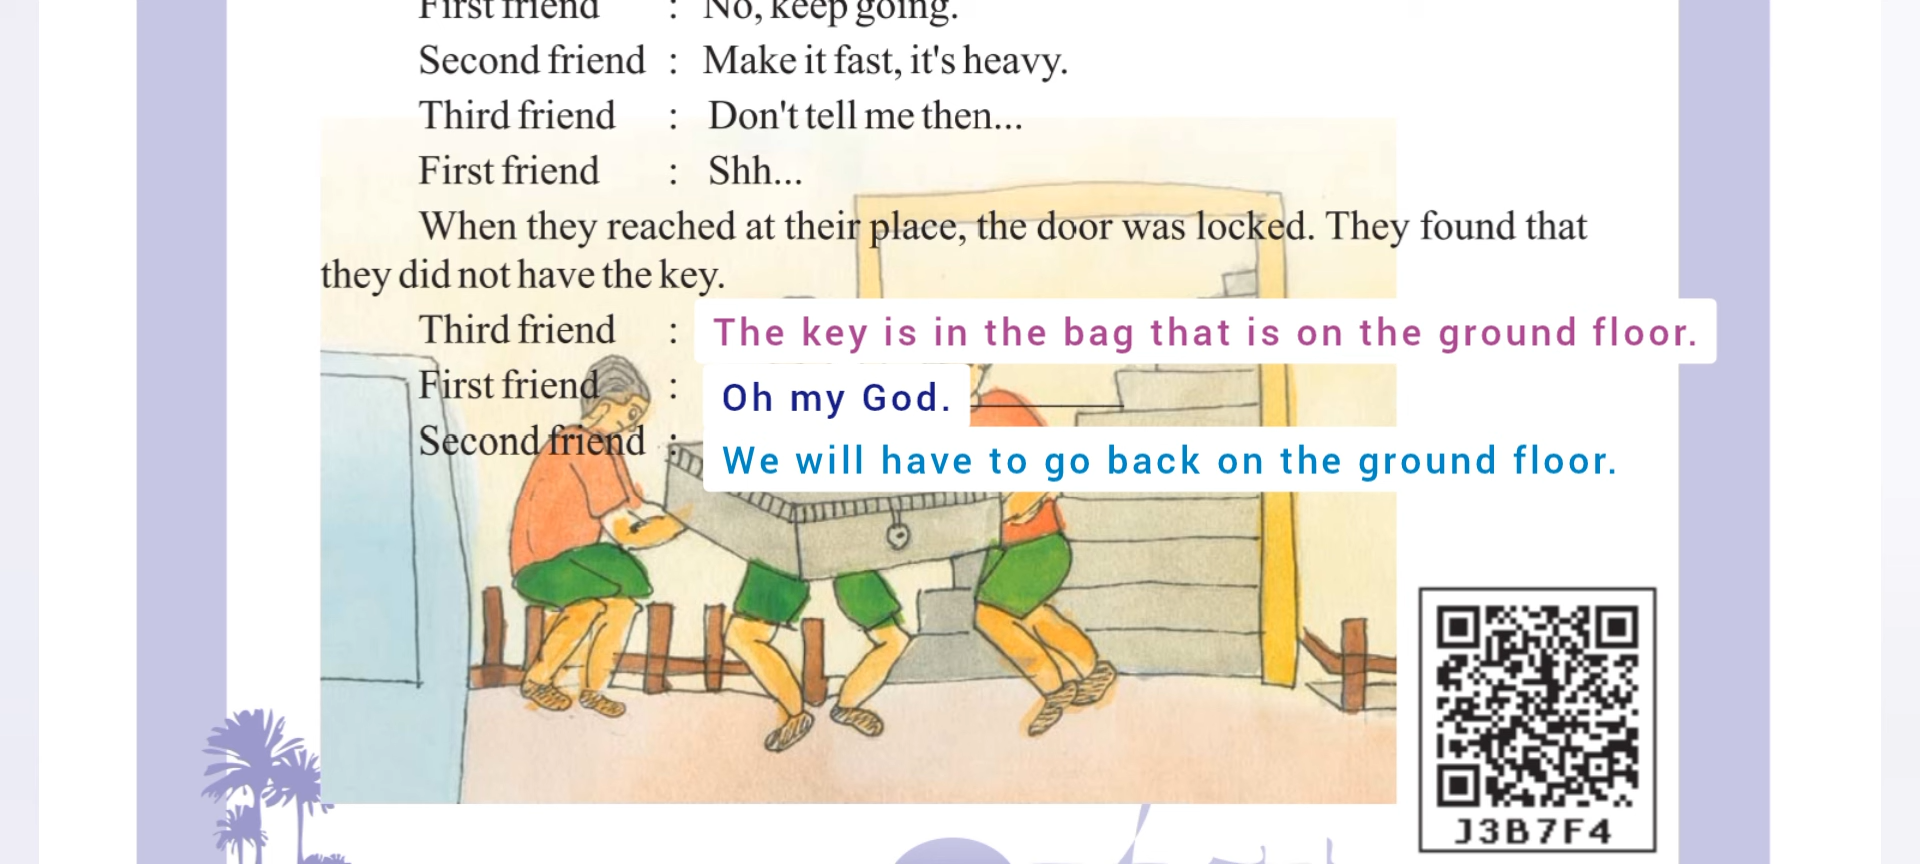 First friend : No, keep going.
Second friend : Make it fast, it's heavy.
Third friend : Don't tell me then...
First friend : Shh...
When they reached at their place, the door was locked. They found that
they did not have the key.
Third friend : The key is in the bag that is on the ground floor.
First friend : Oh my God.
Second friend : We will have to go back on the ground floor.
J3B7F4